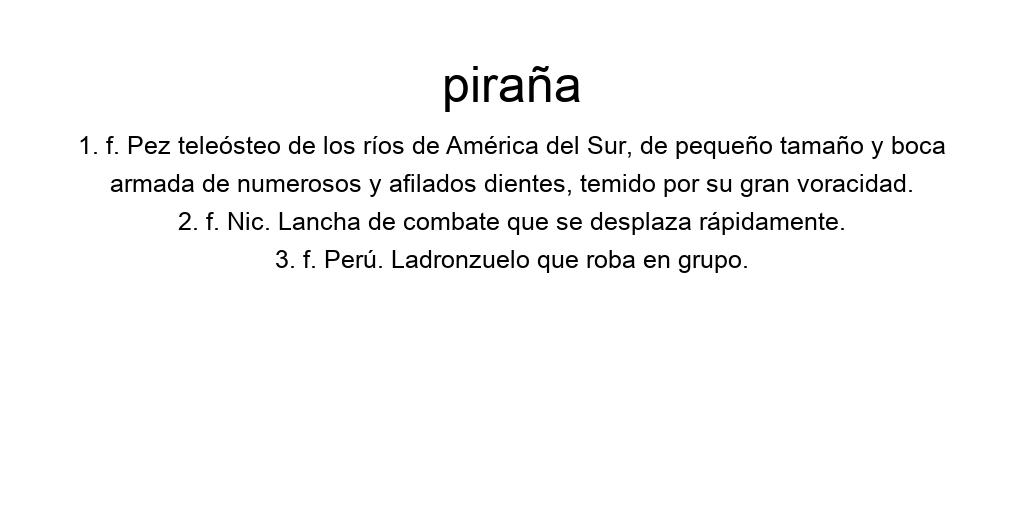 piraña
1. f. Pez teleósteo de los ríos de América del Sur, de pequeño tamaño y boca
armada de numerosos y afilados dientes, temido por su gran voracidad.
2. f. Nic. Lancha de combate que se desplaza rápidamente.
3. f. Perú. Ladronzuelo que roba en grupo.